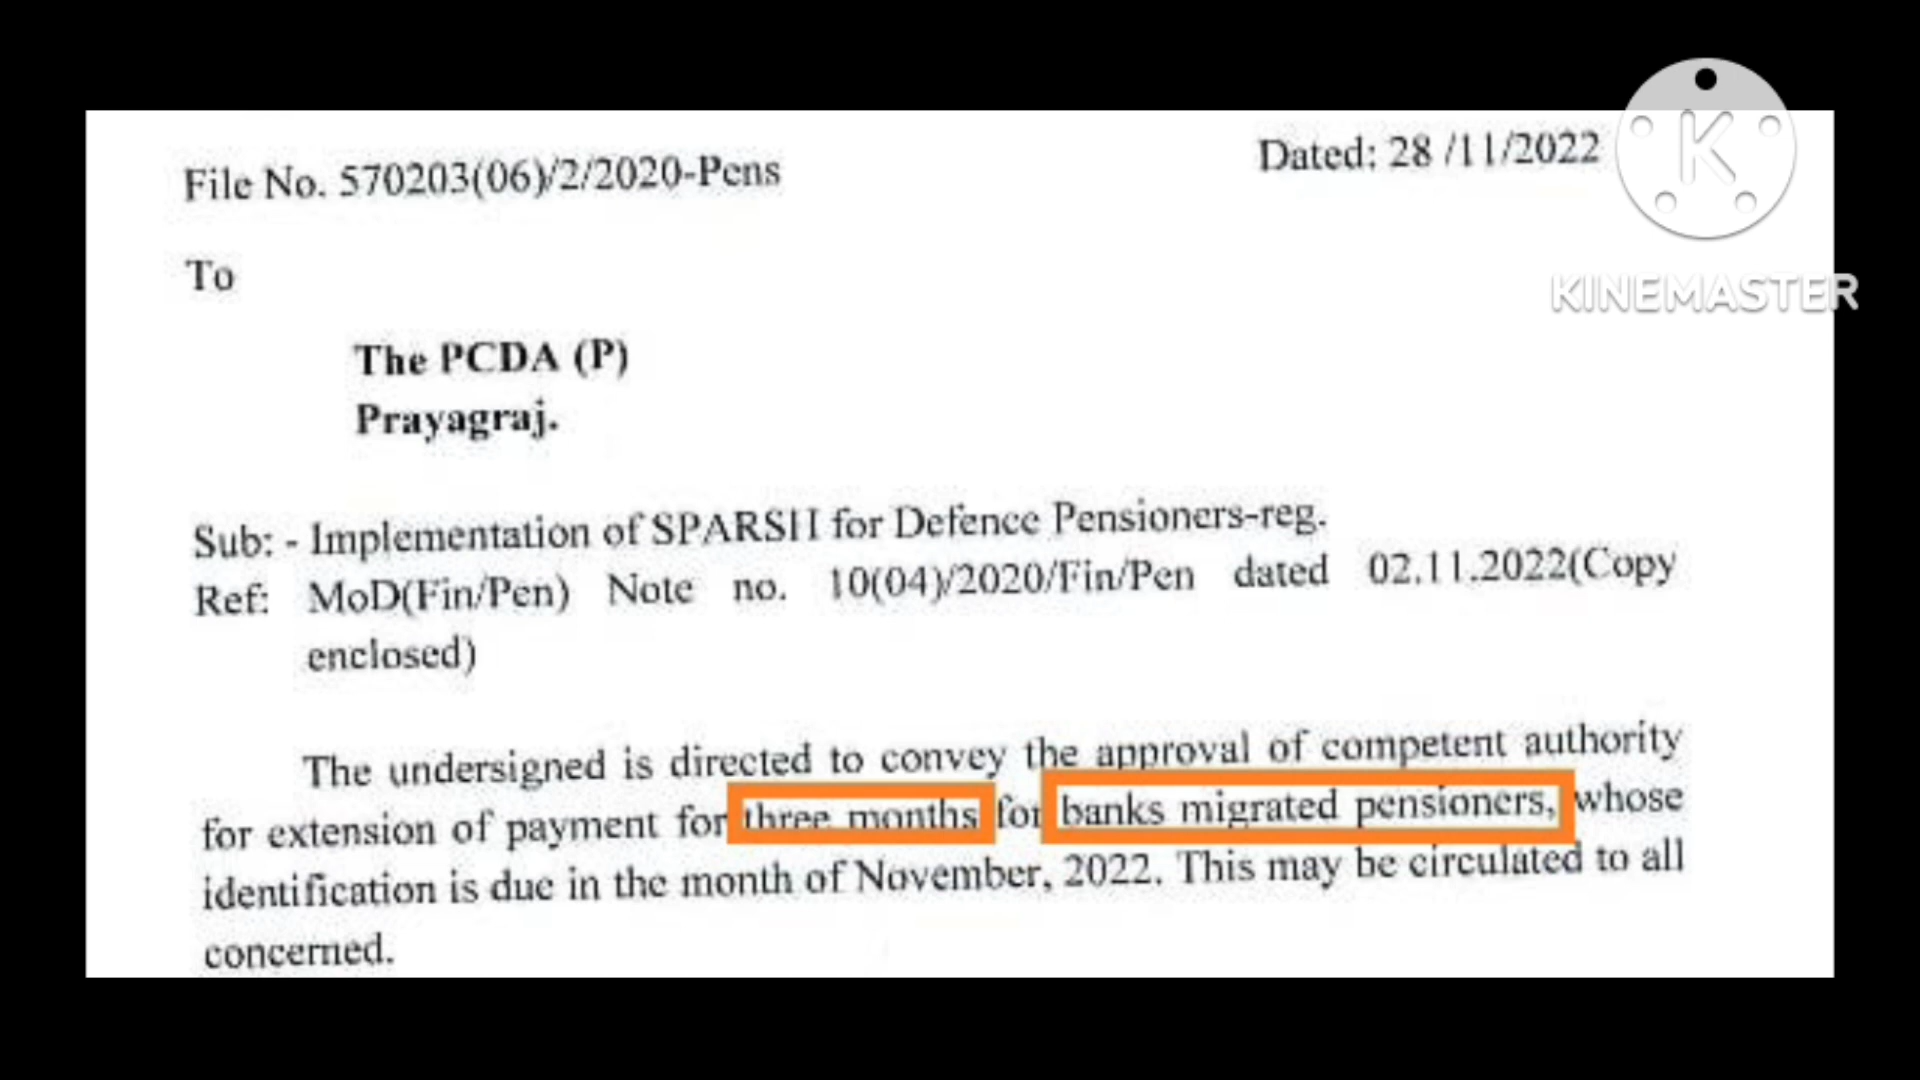 File No. 570203(06)/2/2020-Pens
Dated: 28 /11/2022
K
KINEMASTER
To
The PCDA (P)
Prayagraj.
Sub: - Implementation of SPARSH for Defence Pensioners-reg.
Ref: MoD(Fin/Pen) Note no. 10(04)/2020/Fin/Pen dated 02.11.2022(Copy
enclosed)
The undersigned is directed to convey the approval of competent authority
for extension of payment for three months for banks migrated pensioners, whose
identification is due in the month of November, 2022. This may be circulated to all
concerned.